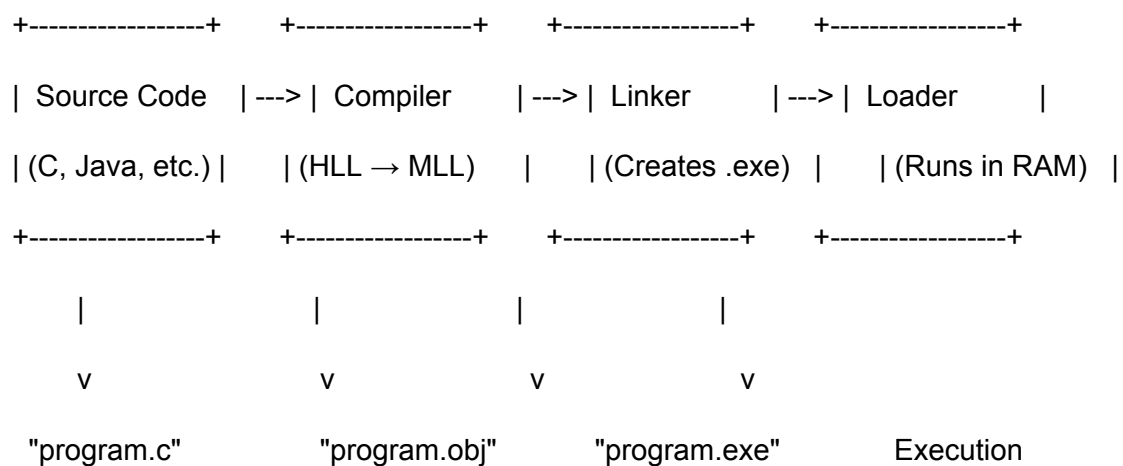 +------------------+ +------------------+ +------------------+ +------------------+
| Source Code | ---> | Compiler | ---> | Linker | ---> | Loader |
| (C, Java, etc.) | | (HLL → MLL) | | (Creates .exe) | | (Runs in RAM) |
+------------------+ +------------------+ +------------------+ +------------------+
| | | |
v v v v
"program.c" "program.obj" "program.exe" Execution